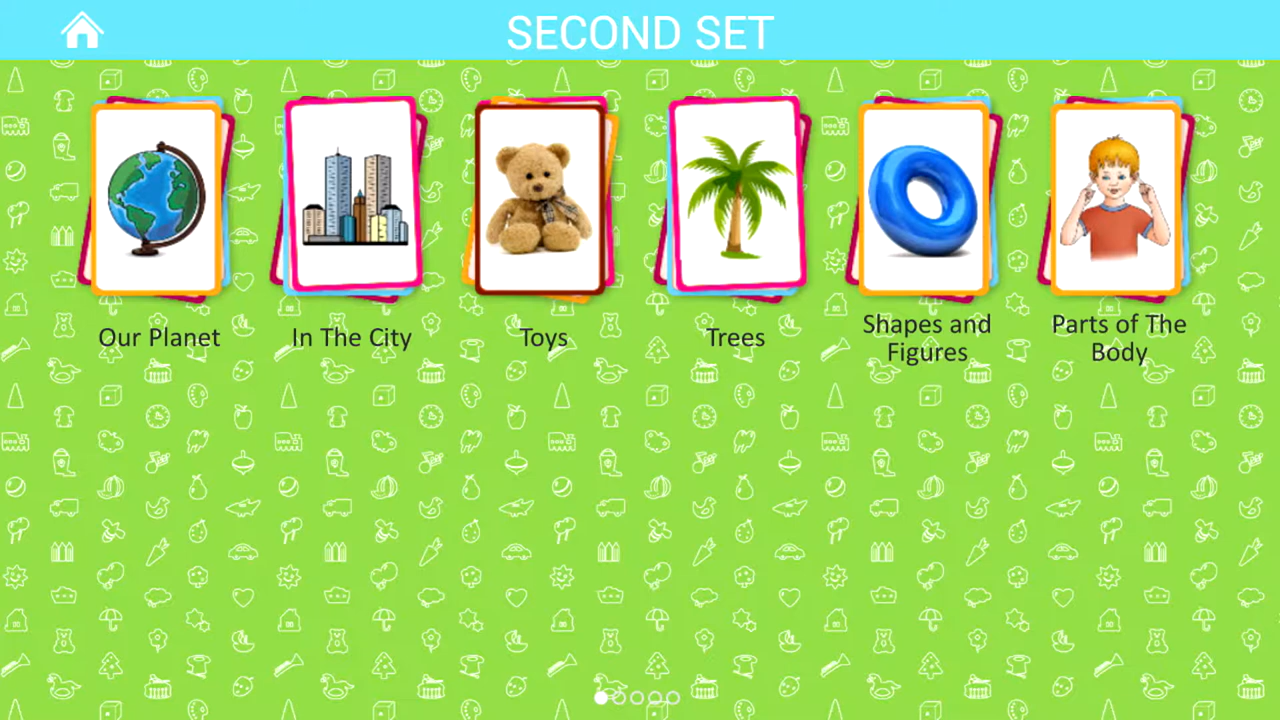 SECOND SET
Our Planet
In The City
Toys
Trees
Shapes and
Figures
Parts of The
Body